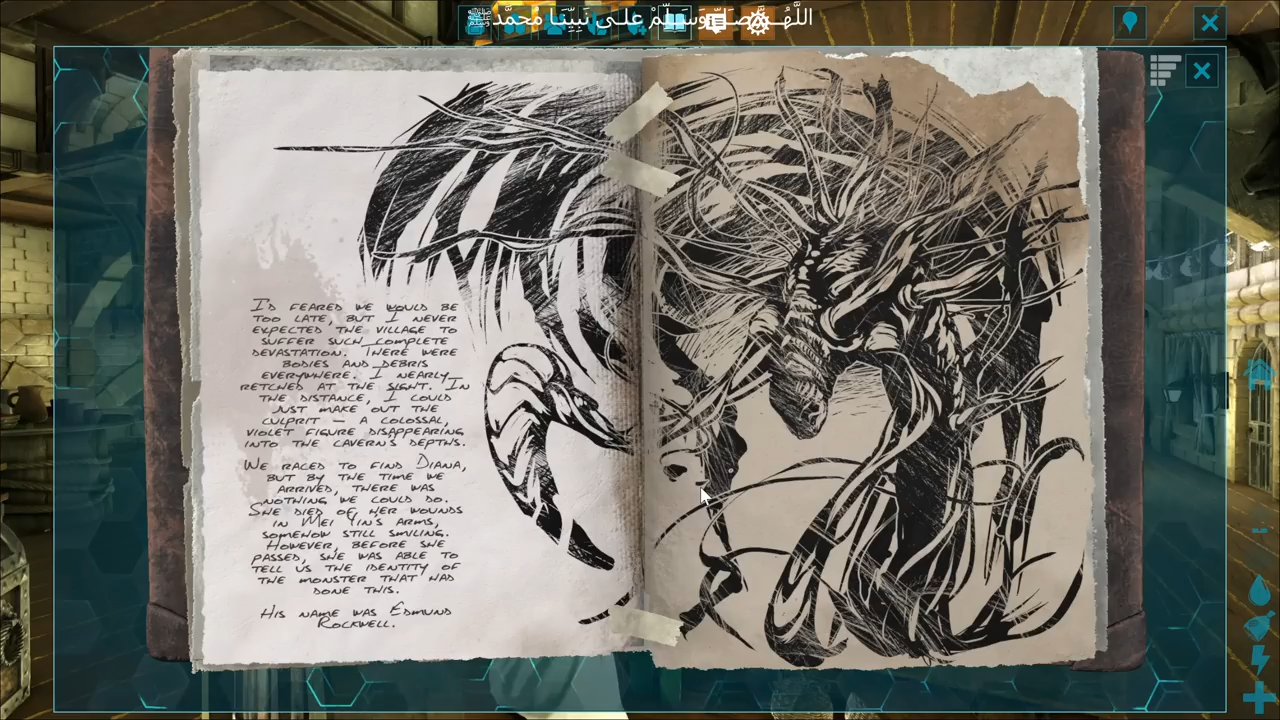 اللَّهُمَّ صَلِّ وَسَلِّمْ على نَبِيِّنَا مُحمَّد ﷺ
I'D FEARED WE WOULD BE
TOO LATE, BUT I NEVER
EXPECTED THE VILLAGE TO
SUFFER SUCH COMPLETE
DEVASTATION. THERE WERE
BODIES AND DEBRIS
EVERYWHERE. I NEARLY
RETCHED AT THE SIGHT. IN
THE DISTANCE, I COULD
JUST MAKE OUT THE
CULPRIT – A COLOSSAL,
VIOLET FIGURE DISAPPEARING
INTO THE CAVERN'S DEPTHS.
WE RACED TO FIND DIANA,
BUT BY THE TIME WE
ARRIVED, THERE WAS
NOTHING WE COULD DO.
SHE DIED OF HER WOUNDS
IN MEI YIN'S ARMS,
SOMEHOW STILL SMILING.
HOWEVER, BEFORE SHE
PASSED, SHE WAS ABLE TO
TELL US THE IDENTITY OF
THE MONSTER THAT HAD
DONE THIS.
HIS NAME WAS EDMUND
ROCKWELL.